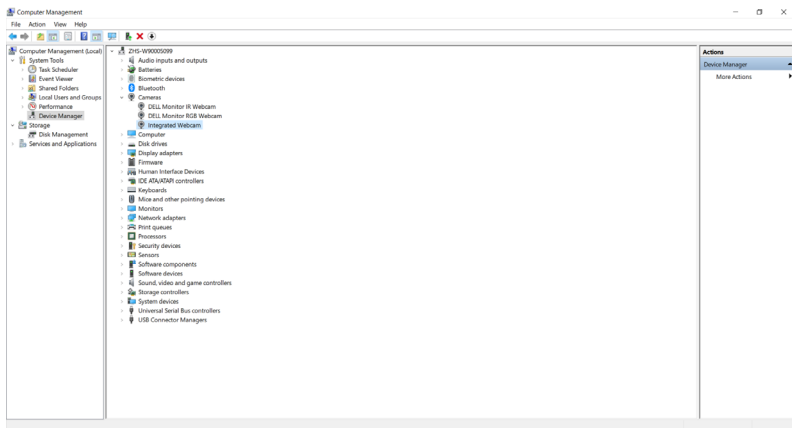 Computer Management
File Action View Help
Computer Management (Local)
System Tools
Task Scheduler
Event Viewer
Shared Folders
Local Users and Groups
Performance
Device Manager
Storage
Disk Management
Services and Applications
ZHS-W90005099
Audio inputs and outputs
Batteries
Biometric devices
Bluetooth
Cameras
DELL Monitor IR Webcam
DELL Monitor RGB Webcam
Integrated Webcam
Computer
Disk drives
Display adapters
Firmware
Human Interface Devices
IDE ATA/ATAPI controllers
Keyboards
Mice and other pointing devices
Monitors
Network adapters
Print queues
Processors
Security devices
Sensors
Software components
Software devices
Sound, video and game controllers
Storage controllers
System devices
Universal Serial Bus controllers
USB Connector Managers
Actions
Device Manager
More Actions